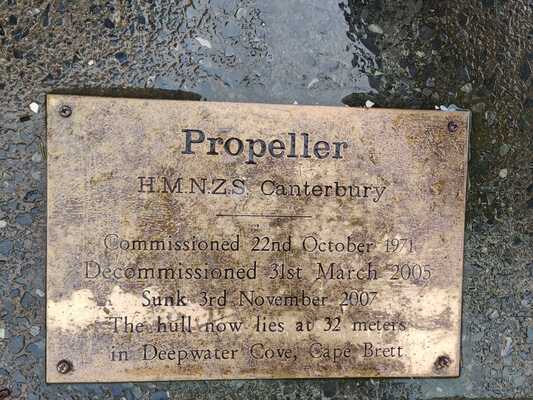 Propeller
H.M.N.Z.S. Canterbury
Commissioned 22nd October 1971
Decommissioned 31st March 2005
Sunk 3rd November 2007
The hull now lies at 32 meters
in Deepwater Cove, Cape Brett